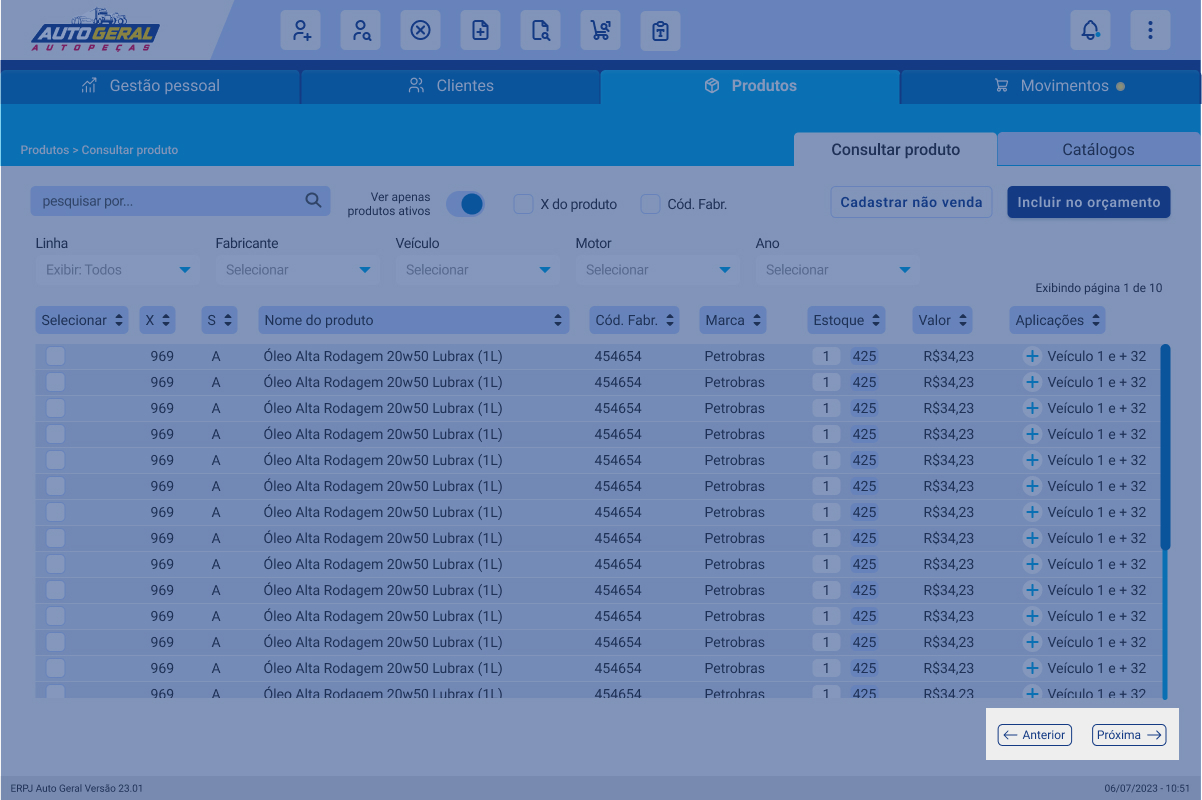 AUTO GERAL
AUTOPEÇAS
Gestão pessoal
Clientes
Produtos
Movimentos
Produtos > Consultar produto
Consultar produto
Catálogos
pesquisar por...
Ver apenas
produtos ativos
X do produto
Cód. Fabr.
Cadastrar não venda
Incluir no orçamento
Linha Fabricante Veículo Motor Ano
Exibir: Todos Selecionar Selecionar Selecionar Selecionar
Exibindo página 1 de 10
Selecionar X S Nome do produto Cód. Fabr. Marca Estoque Valor Aplicações
969 A Óleo Alta Rodagem 20w50 Lubrax (1L) 454654 Petrobras 1 425 R$34,23 + Veículo 1 e + 32
969 A Óleo Alta Rodagem 20w50 Lubrax (1L) 454654 Petrobras 1 425 R$34,23 + Veículo 1 e + 32
969 A Óleo Alta Rodagem 20w50 Lubrax (1L) 454654 Petrobras 1 425 R$34,23 + Veículo 1 e + 32
969 A Óleo Alta Rodagem 20w50 Lubrax (1L) 454654 Petrobras 1 425 R$34,23 + Veículo 1 e + 32
969 A Óleo Alta Rodagem 20w50 Lubrax (1L) 454654 Petrobras 1 425 R$34,23 + Veículo 1 e + 32
969 A Óleo Alta Rodagem 20w50 Lubrax (1L) 454654 Petrobras 1 425 R$34,23 + Veículo 1 e + 32
969 A Óleo Alta Rodagem 20w50 Lubrax (1L) 454654 Petrobras 1 425 R$34,23 + Veículo 1 e + 32
969 A Óleo Alta Rodagem 20w50 Lubrax (1L) 454654 Petrobras 1 425 R$34,23 + Veículo 1 e + 32
969 A Óleo Alta Rodagem 20w50 Lubrax (1L) 454654 Petrobras 1 425 R$34,23 + Veículo 1 e + 32
969 A Óleo Alta Rodagem 20w50 Lubrax (1L) 454654 Petrobras 1 425 R$34,23 + Veículo 1 e + 32
969 A Óleo Alta Rodagem 20w50 Lubrax (1L) 454654 Petrobras 1 425 R$34,23 + Veículo 1 e + 32
969 A Óleo Alta Rodagem 20w50 Lubrax (1L) 454654 Petrobras 1 425 R$34,23 + Veículo 1 e + 32
969 A Óleo Alta Rodagem 20w50 Lubrax (1L) 454654 Petrobras 1 425 R$34,23 + Veículo 1 e + 32
969 A Óleo Alta Rodagem 20w50 Lubrax (1L) 454654 Petrobras 1 425 R$34,23 + Veículo 1 e + 32
← Anterior
Próxima →
ERPJ Auto Geral Versão 23.01
06/07/2023 - 10:51